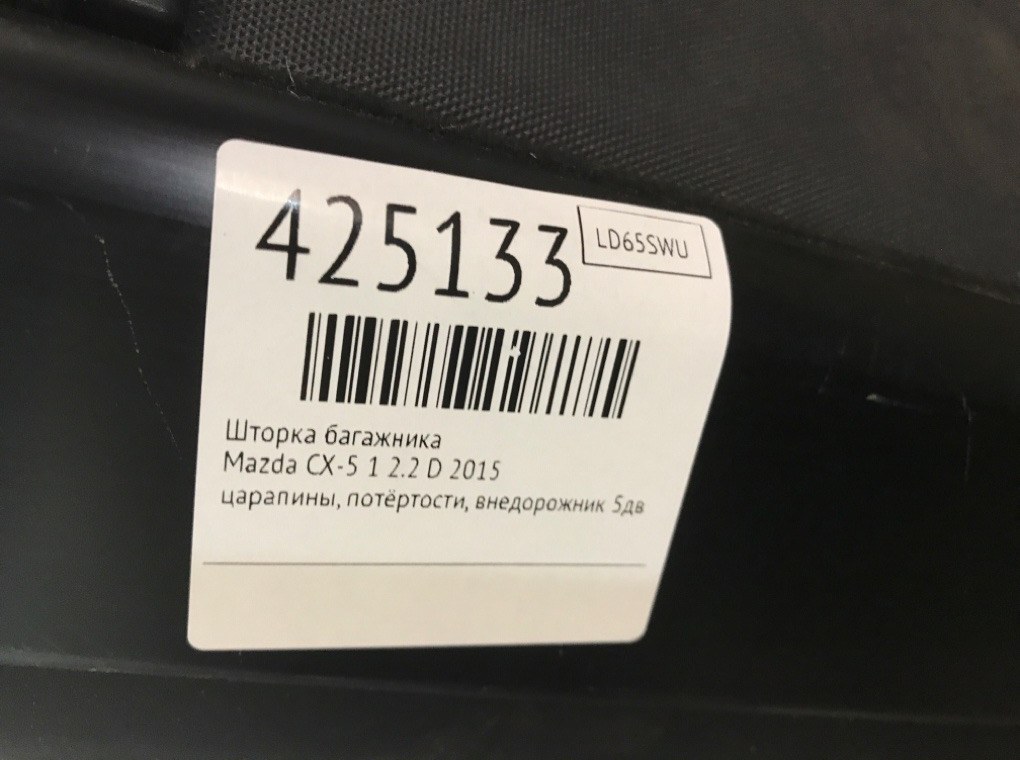 425133
LD65SWU
Шторка багажника
Mazda CX-5 1 2.2 D 2015
царапины, потёртости, внедорожник 5дв